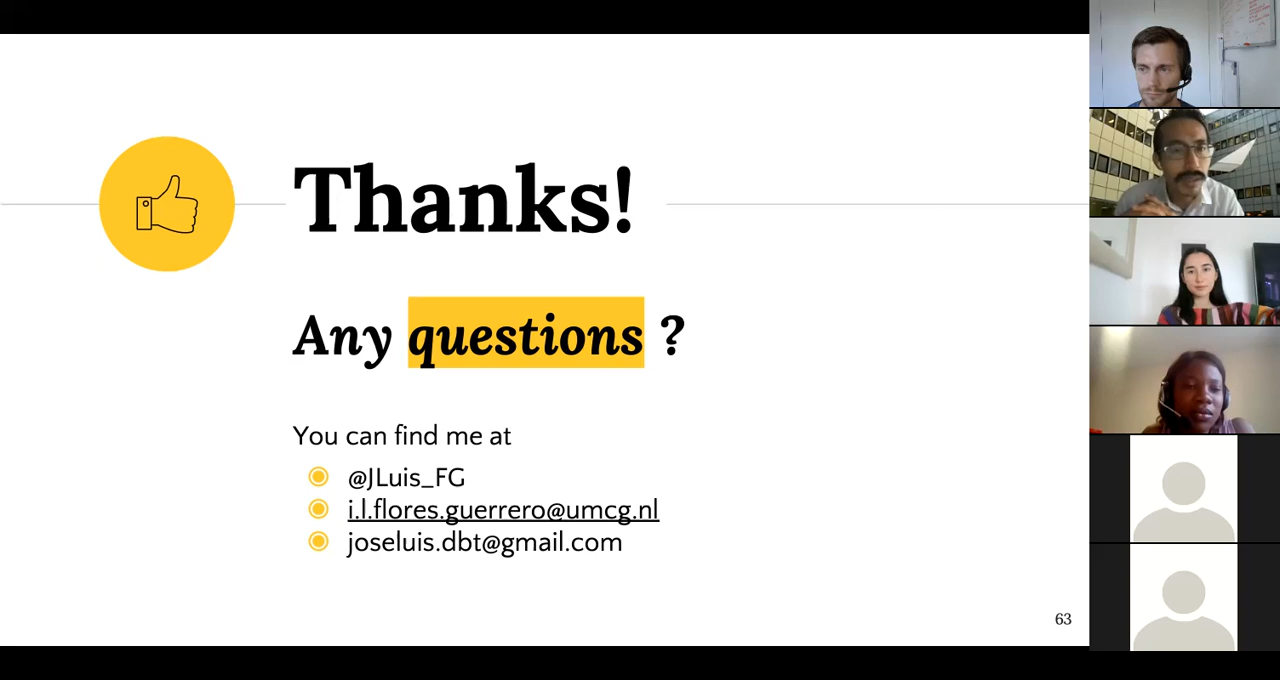 Thanks!
Any questions ?
You can find me at
@JLuis_FG
i.l.flores.guerrero@umcg.nl
joseluis.dbt@gmail.com
63